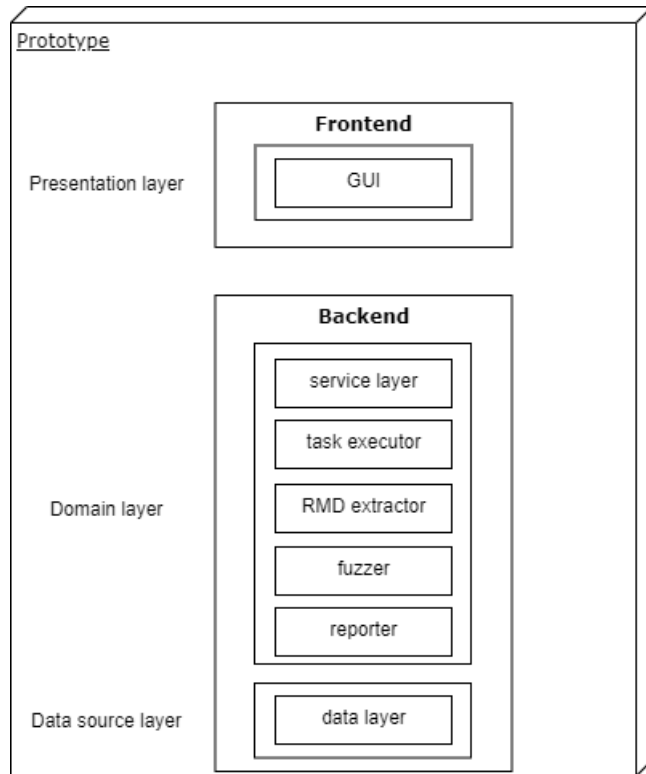 Prototype
Frontend
Presentation layer
GUI
Backend
service layer
task executor
Domain layer
RMD extractor
fuzzer
reporter
Data source layer
data layer